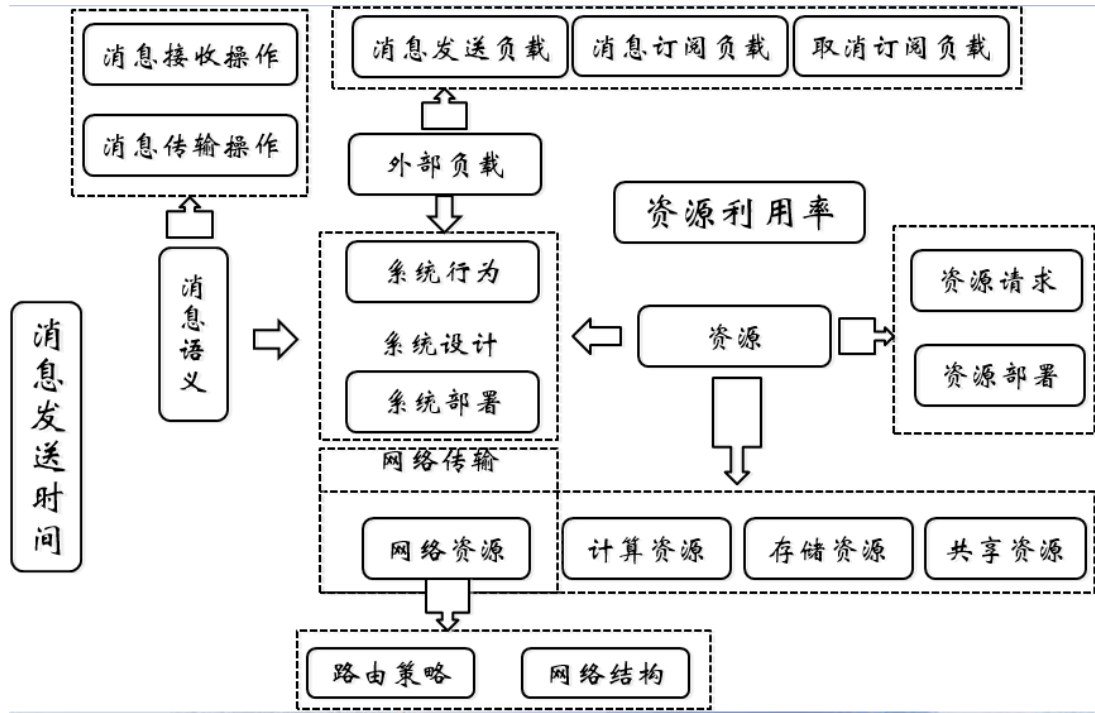 消息接收操作
消息传输操作
消息发送负载
消息订阅负载
取消订阅负载
外部负载
资源利用率
消息语义
系统行为
系统设计
系统部署
资源
资源请求
资源部署
消息发送时间
网络传输
网络资源
计算资源
存储资源
共享资源
路由策略
网络结构